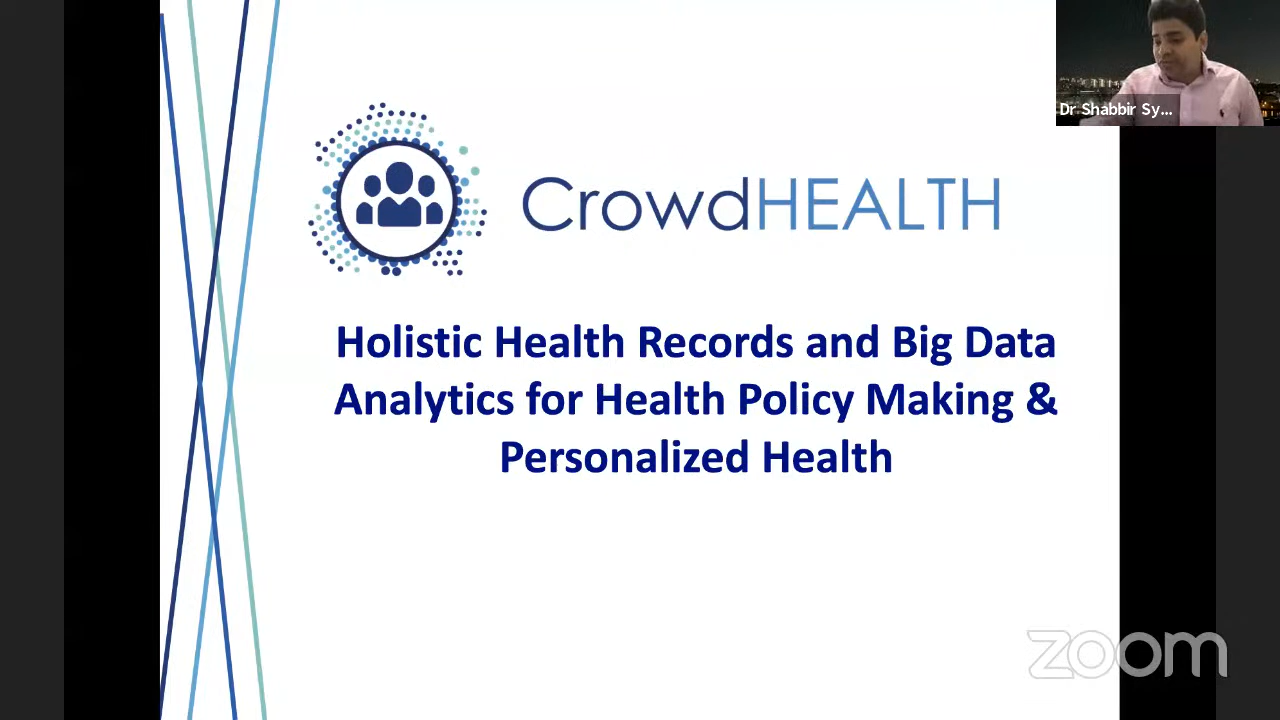 Dr Shabbir Sy...
CrowdHEALTH
Holistic Health Records and Big Data
Analytics for Health Policy Making &
Personalized Health
zoom